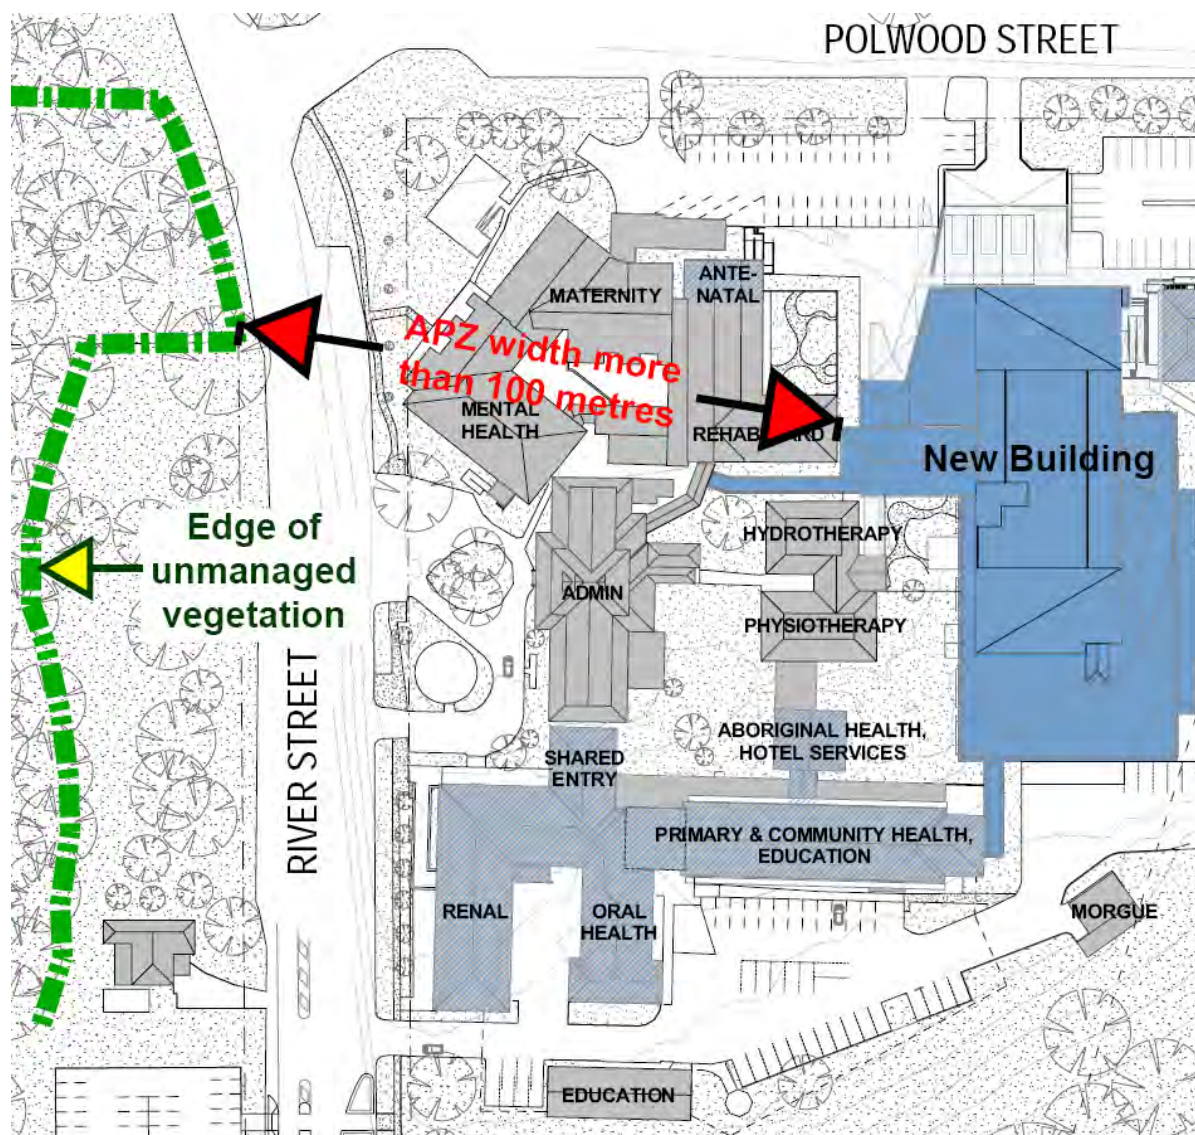 POLWOOD STREET
ANTE-
NATAL
MATERNITY
APZ width more
than 100 metres
MENTAL
HEALTH
REHAB WARD
New Building
Edge of
unmanaged
vegetation
HYDROTHERAPY
ADMIN
PHYSIOTHERAPY
RIVER STREET
ABORIGINAL HEALTH,
HOTEL SERVICES
SHARED
ENTRY
PRIMARY & COMMUNITY HEALTH,
EDUCATION
RENAL
ORAL
HEALTH
MORGUE
EDUCATION